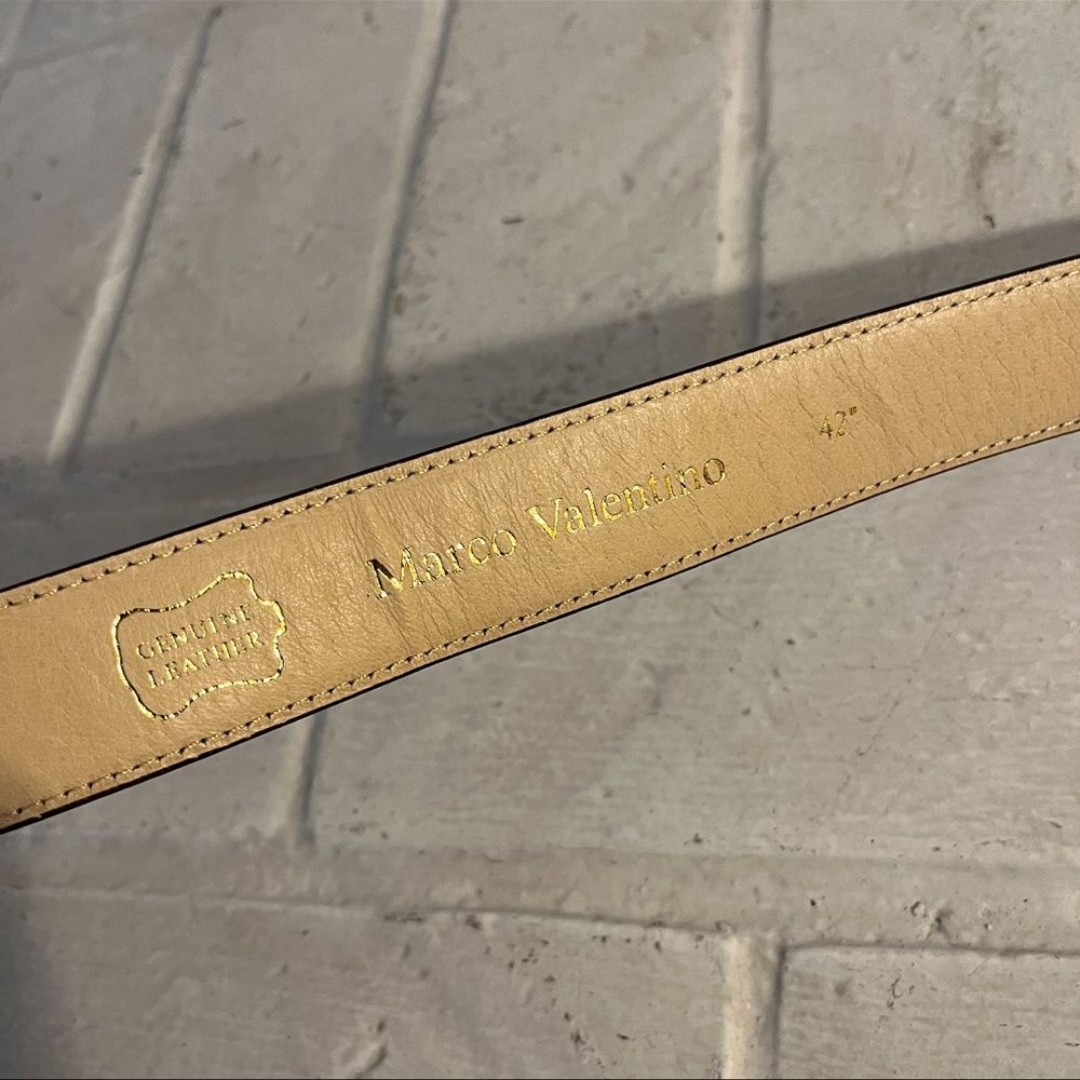 GENUINE
LEATHER
Marco Valentino
42"